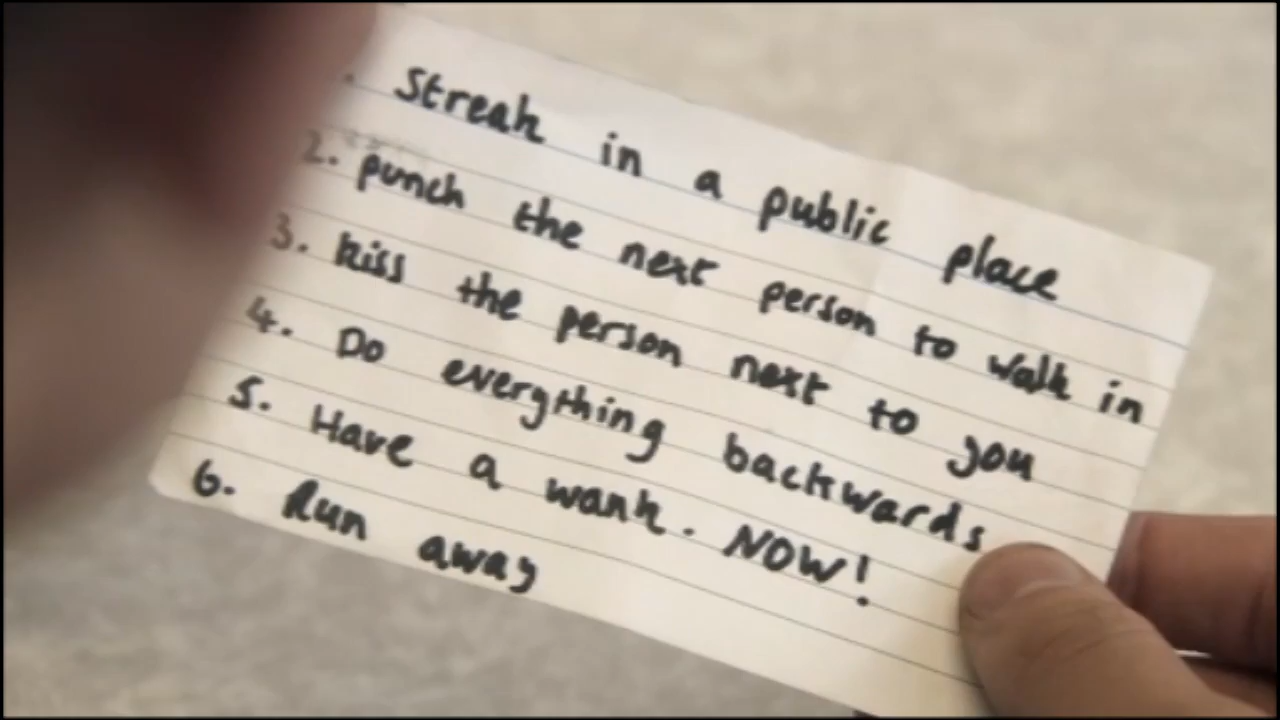 . Streak in a public place
2. punch the next person to walk in
3. kiss the person next to you
4. Do everything backwards
5. Have a wank. NOW!
6. Run away